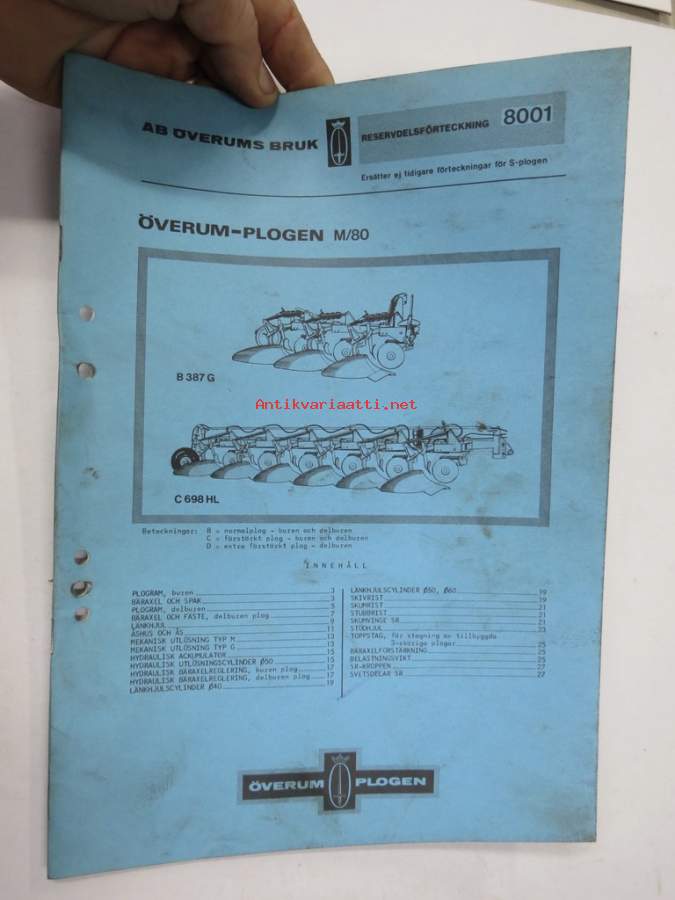 AB ÖVERUMS BRUK
RESERVDELSFÖRTECKNING 8001
Ersätter ej tidigare förteckningar för S-plogen
ÖVERUM-PLOGEN M/80
B 387 G
Antikvariaatti.net
C 698 HL
Beteckningar: B = normalplog - buren och delburen
C = förstärkt plog - buren och delburen
D = extra förstärkt plog - delburen
INNEHÅLL
PLOGRAM, buren 3
BÄRAXEL OCH SPAK 3
PLOGRAM, delburen 5
BÄRAXEL OCH FÄSTE, delburen plog 7
LÄNKHJUL 9
ÅSHUS OCH ÅS 11
MEKANISK UTLÖSNING TYP M 13
MEKANISK UTLÖSNING TYP G 13
HYDRAULISK ACKUMULATOR 15
HYDRAULISK UTLÖSNINGSCYLINDER Ø50 15
HYDRAULISK BÄRAXELREGLERING, buren plog 17
HYDRAULISK BÄRAXELREGLERING, delburen plog 17
LÄNKHJULSCYLINDER Ø40 19
LÄNKHJULSCYLINDER Ø50, Ø60 19
SKIVRIST 19
SKUMRIST 21
STUBBRIST 21
SKUMVINGE SR 21
STÖDHJUL 23
TOPPSTAG, för stagning av tillbyggda
3-skäriga plogar 25
BÄRAXELFÖRSTÄRKNING 25
BELASTNINGSVIKT 25
SR-KROPPEN 27
SVETSDELAR SR 27
ÖVERUM PLOGEN